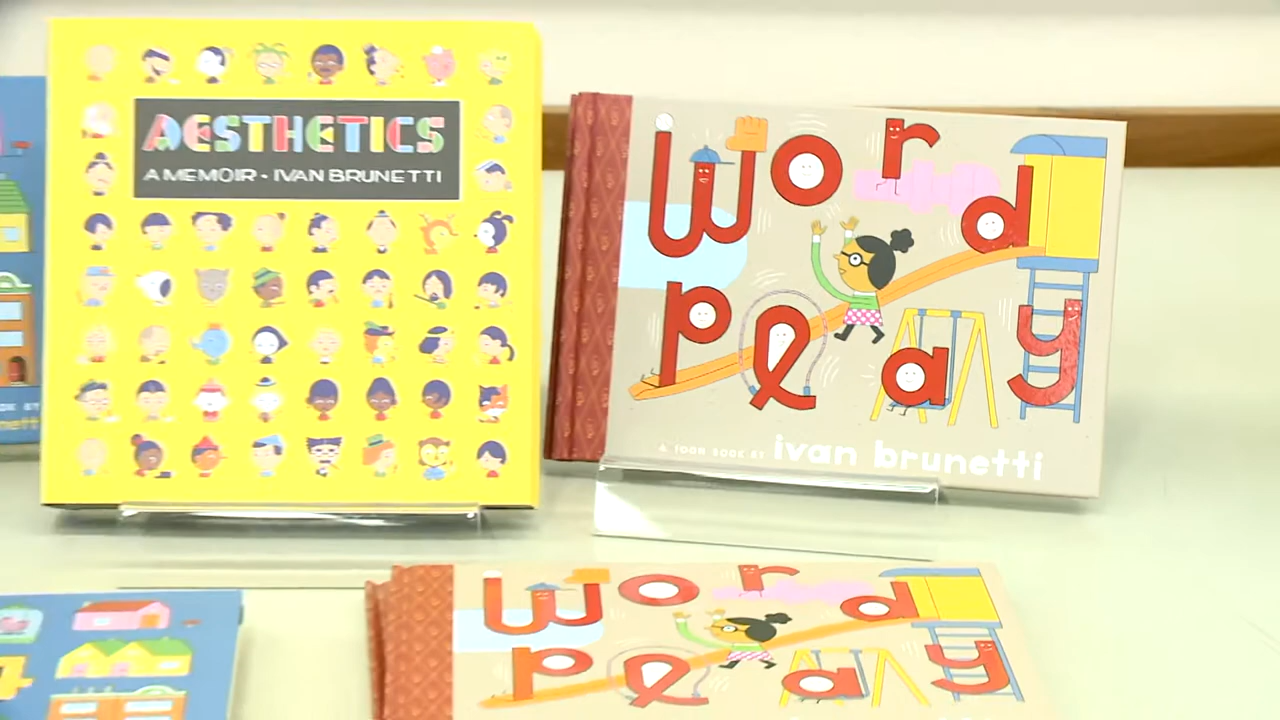 AESTHETICS
A MEMOIR · IVAN BRUNETTI
word
play
A TOON BOOK BY ivan brunetti
word
play